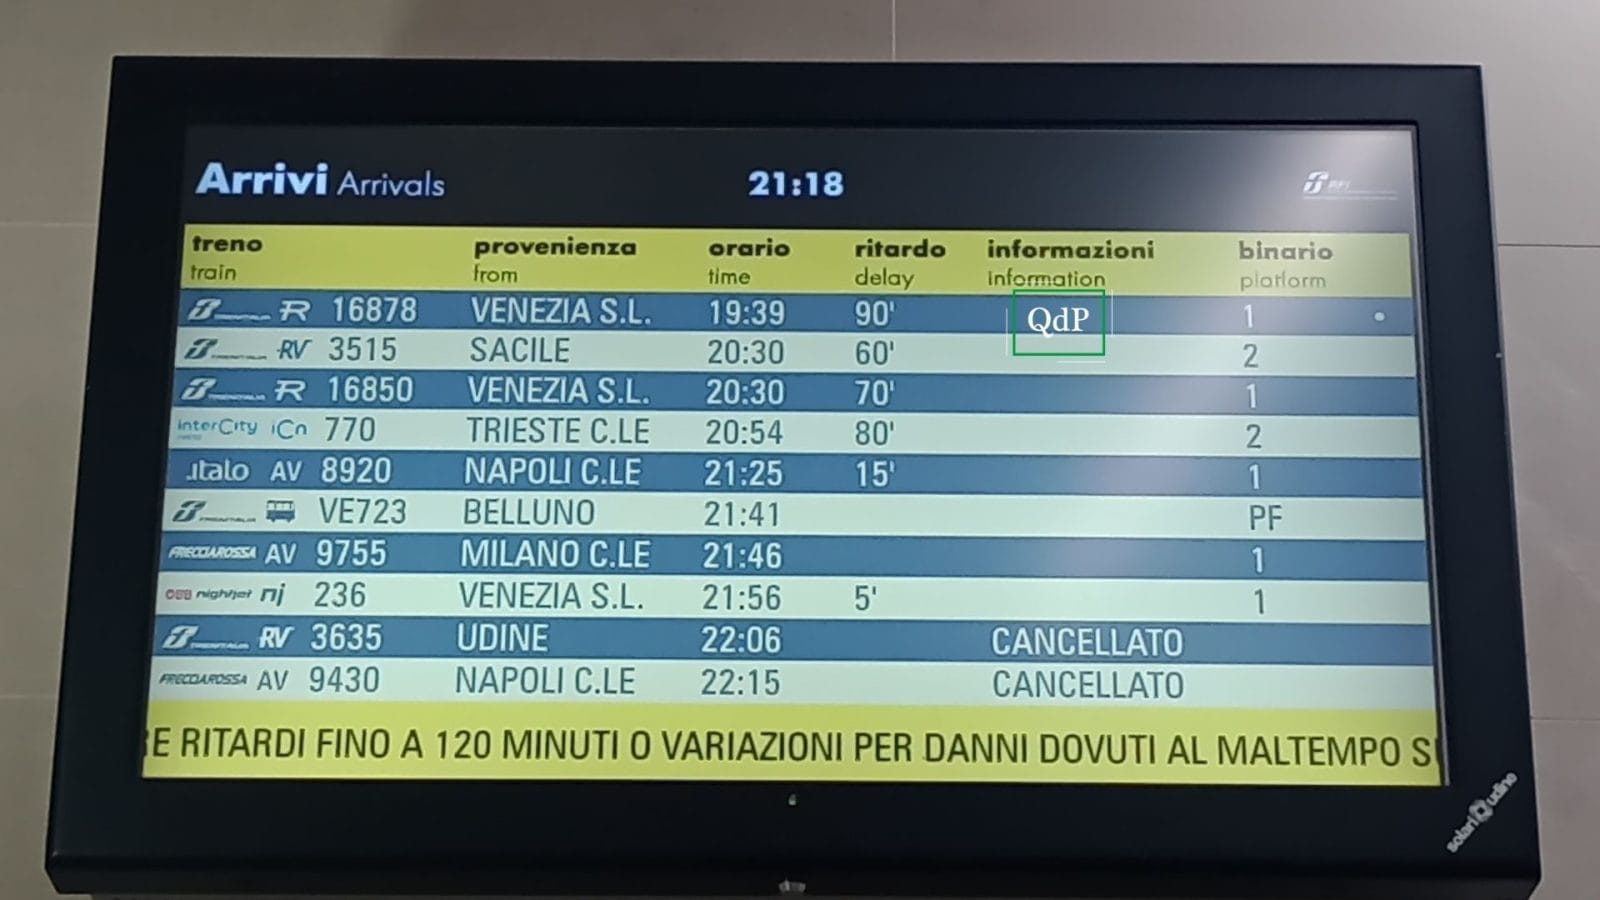 Arrivi Arrivals 21:18
treno provenienza orario ritardo informazioni binario
train from time delay information platform
R 16878 VENEZIA S.L. 19:39 90' 1
QdP
RV 3515 SACILE 20:30 60' 2
R 16850 VENEZIA S.L. 20:30 70' 1
InterCity iCn 770 TRIESTE C.LE 20:54 80' 2
.italo AV 8920 NAPOLI C.LE 21:25 15' 1
VE723 BELLUNO 21:41 PF
FRECCIAROSSA AV 9755 MILANO C.LE 21:46 1
ÖBB nightjet nj 236 VENEZIA S.L. 21:56 5' 1
RV 3635 UDINE 22:06 CANCELLATO
FRECCIAROSSA AV 9430 NAPOLI C.LE 22:15 CANCELLATO
RE RITARDI FINO A 120 MINUTI O VARIAZIONI PER DANNI DOVUTI AL MALTEMPO SU
solari udine